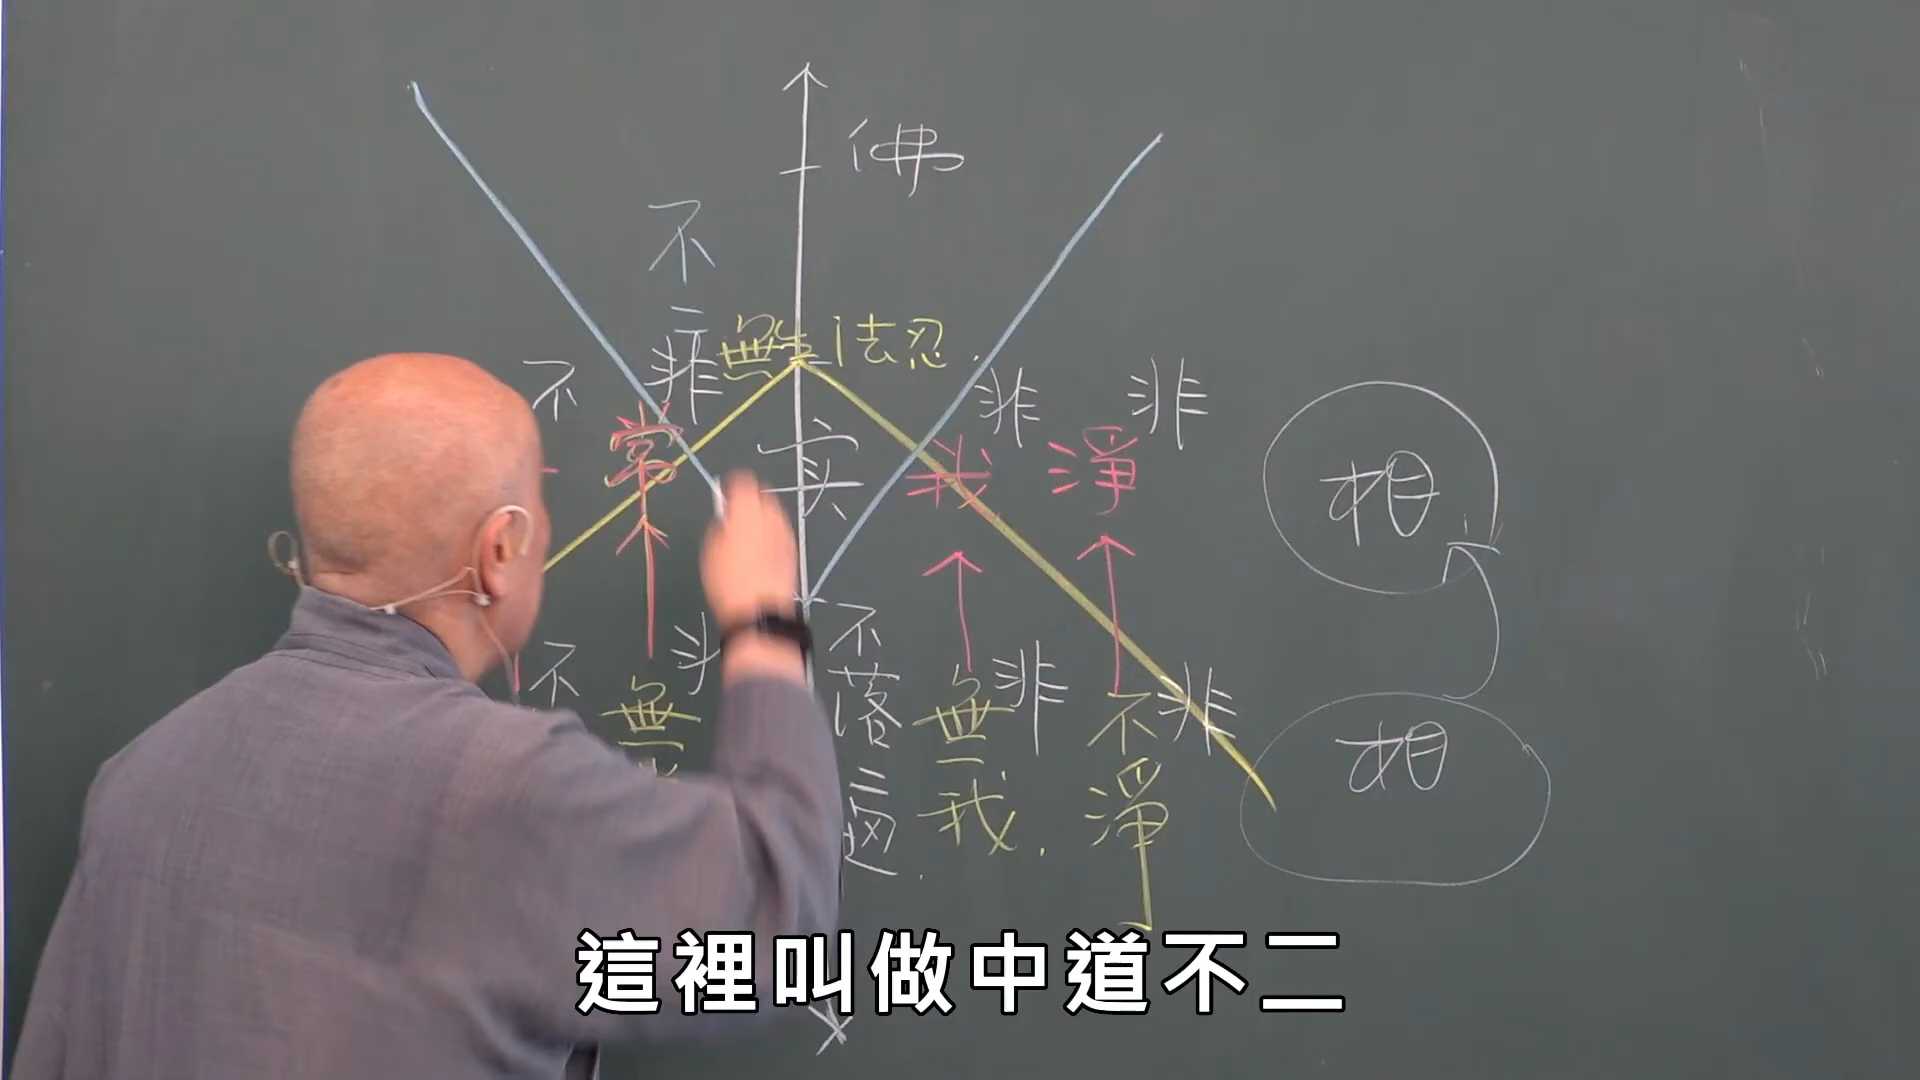 佛
不二
無生法忍.
不
非
非
非
常
實
我
淨
相
不
不落二邊.
非
非
無
無我.
不淨
相
這裡叫做中道不二